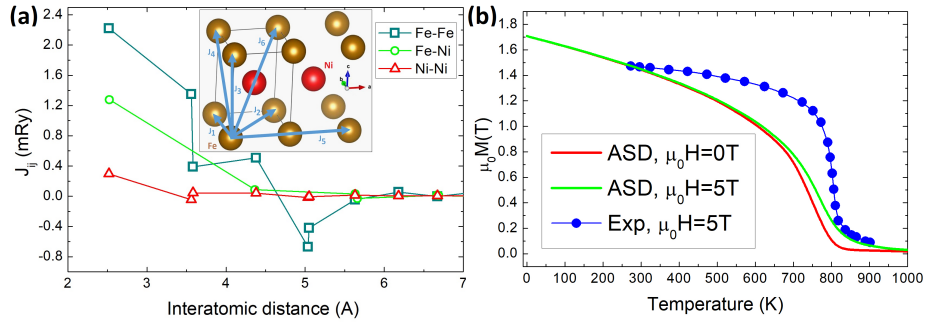 (a)
2.4
2.0
1.6
1.2
0.8
0.4
0.0
-0.4
-0.8
J_ij (mRy)
2 3 4 5 6 7
Interatomic distance (A)
Fe-Fe
Fe-Ni
Ni-Ni
J4
J6
J3
J1
J2
J5
Fe
Ni
c
b
a
(b)
1.8
1.6
1.4
1.2
1.0
0.8
0.6
0.4
0.2
0.0
μ₀M(T)
0 100 200 300 400 500 600 700 800 900 1000
Temperature (K)
ASD, μ₀H=0T
ASD, μ₀H=5T
Exp, μ₀H=5T